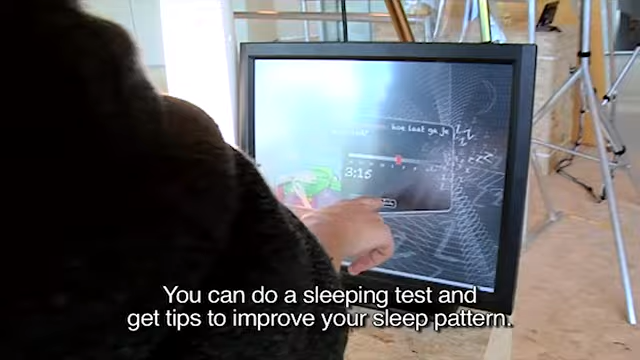 hoe laat ga je
3:15
You can do a sleeping test and
get tips to improve your sleep pattern.